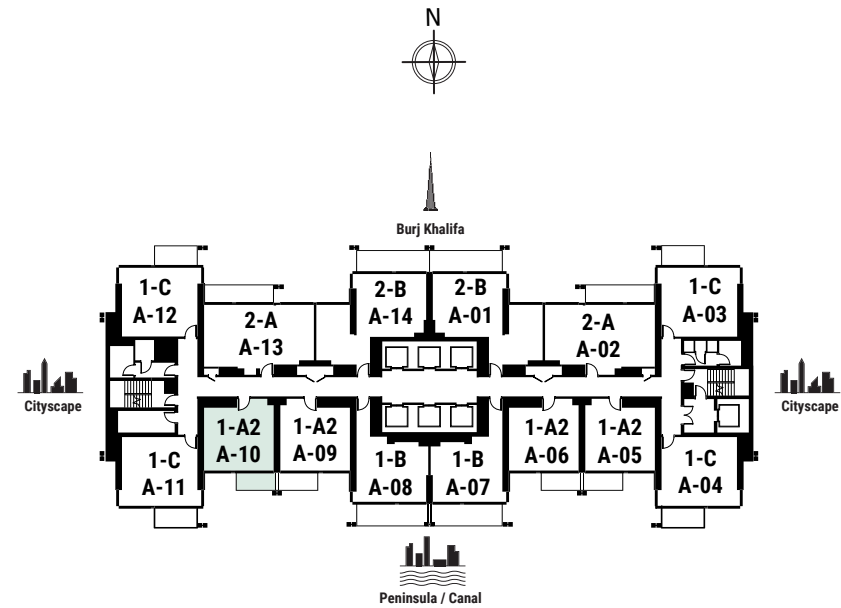 N
Burj Khalifa
1-C
A-12
2-A
A-13
2-B
A-14
2-B
A-01
2-A
A-02
1-C
A-03
Cityscape
Cityscape
1-C
A-11
1-A2
A-10
1-A2
A-09
1-B
A-08
1-B
A-07
1-A2
A-06
1-A2
A-05
1-C
A-04
Peninsula / Canal